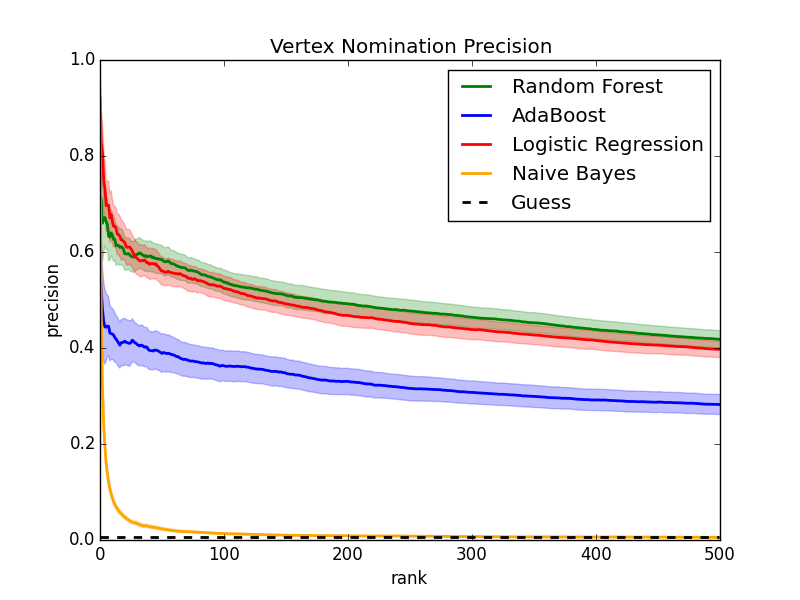 Vertex Nomination Precision
1.0
0.8
0.6
0.4
0.2
0.0
precision
Random Forest
AdaBoost
Logistic Regression
Naive Bayes
Guess
0 100 200 300 400 500
rank